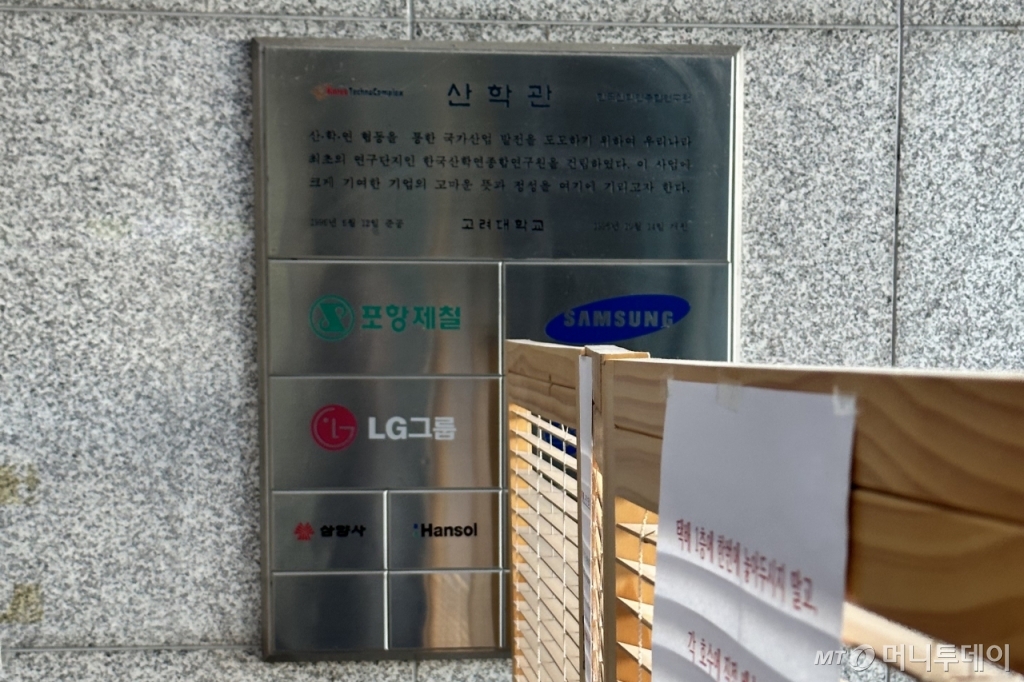 Korea TechnoComplex 산학관
산·학·연 협동을 통한 국가산업 발전을 도모하기 위하여 우리나라
최초의 연구단지인 한국산학연종합연구원을 건립하였다. 이 사업에
크게 기여한 기업의 고마운 뜻과 정성을 여기에 기리고자 한다.
고려대학교
포항제철
SAMSUNG
LG그룹
삼양사
Hansol
택배 1층에 한번에 놓아두시지 말고,
각 호수에
MT 머니투데이